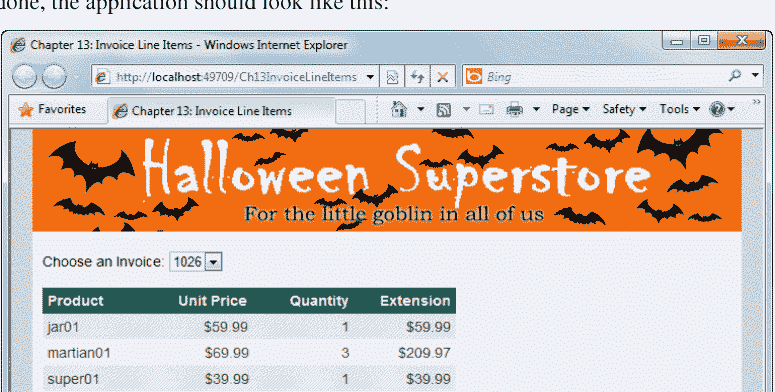 done, the application should look like this:
Chapter 13: Invoice Line Items - Windows Internet Explorer
http://localhost:49709/Ch13InvoiceLineItems
Bing
Favorites
Chapter 13: Invoice Line Items
Page
Safety
Tools
»
Halloween Superstore
For the little goblin in all of us
Choose an Invoice: 1026
Product Unit Price Quantity Extension
jar01 $59.99 1 $59.99
martian01 $69.99 3 $209.97
super01 $39.99 1 $39.99